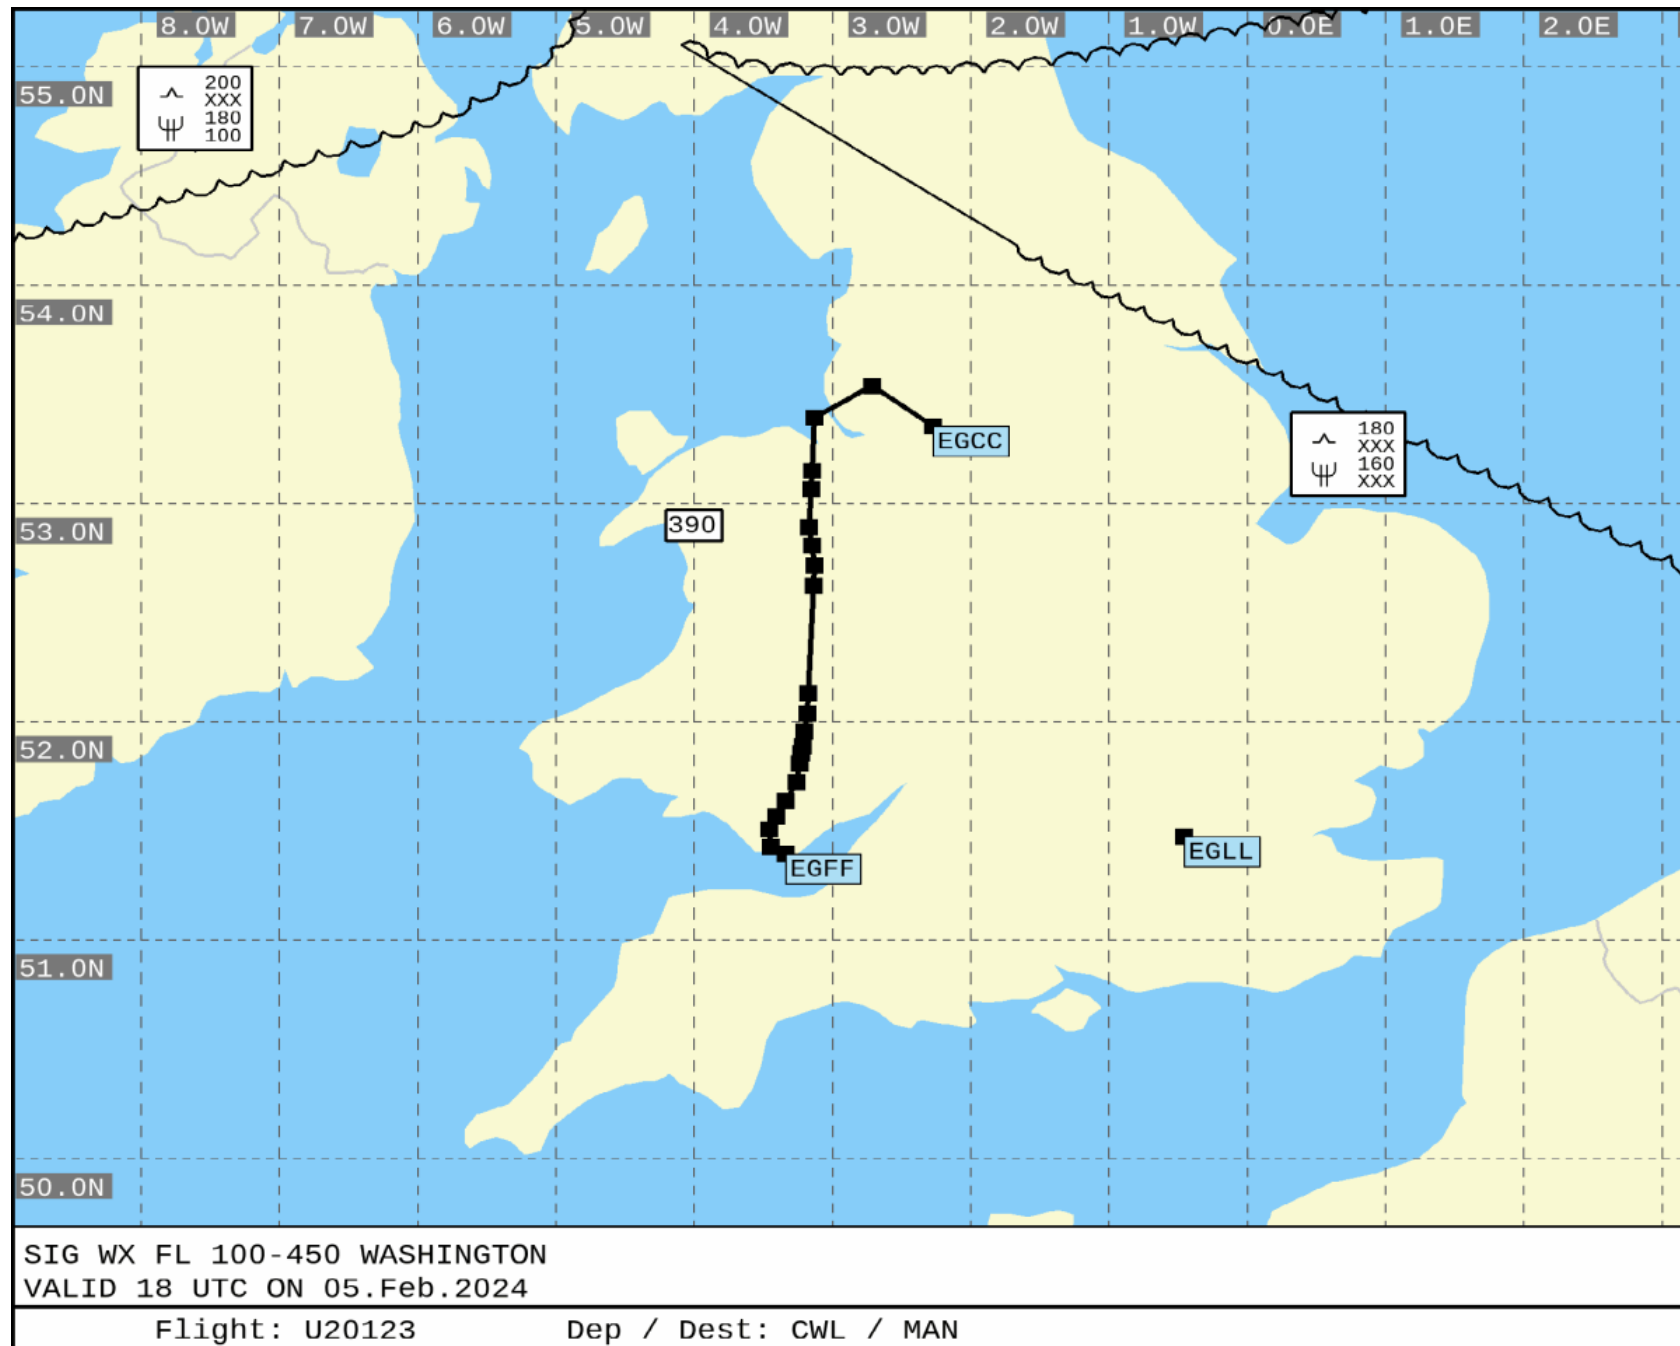 8.0W 7.0W 6.0W 5.0W 4.0W 3.0W 2.0W 1.0W 0.0E 1.0E 2.0E
55.0N
200
XXX
180
100
54.0N
180
XXX
160
XXX
EGCC
53.0N
390
52.0N
EGLL
EGFF
51.0N
50.0N
SIG WX FL 100-450 WASHINGTON
VALID 18 UTC ON 05.Feb.2024
Flight: U20123 Dep / Dest: CWL / MAN